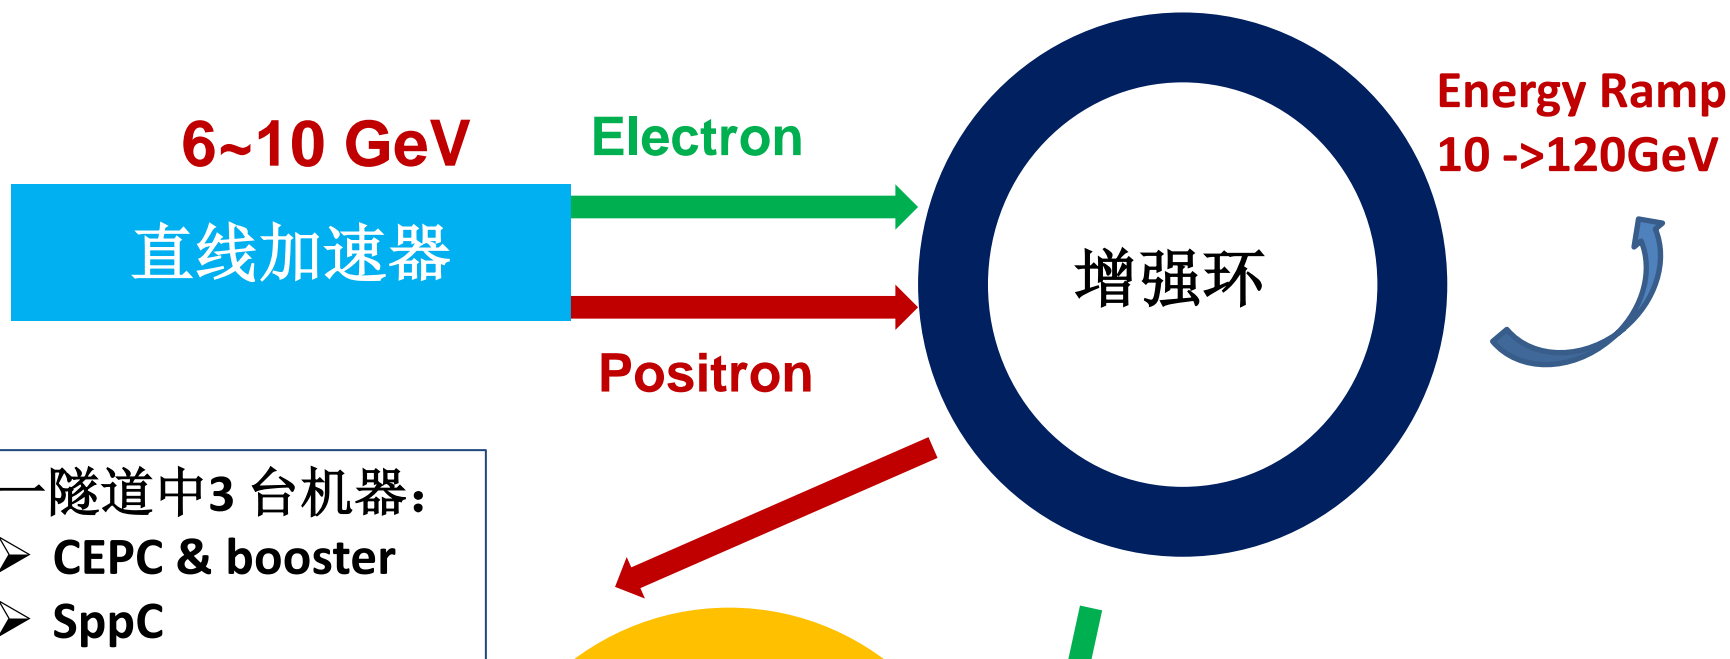 6~10 GeV
Electron
Energy Ramp
10 ->120GeV
直线加速器
增强环
Positron
一隧道中3 台机器：
➢ CEPC & booster
➢ SppC